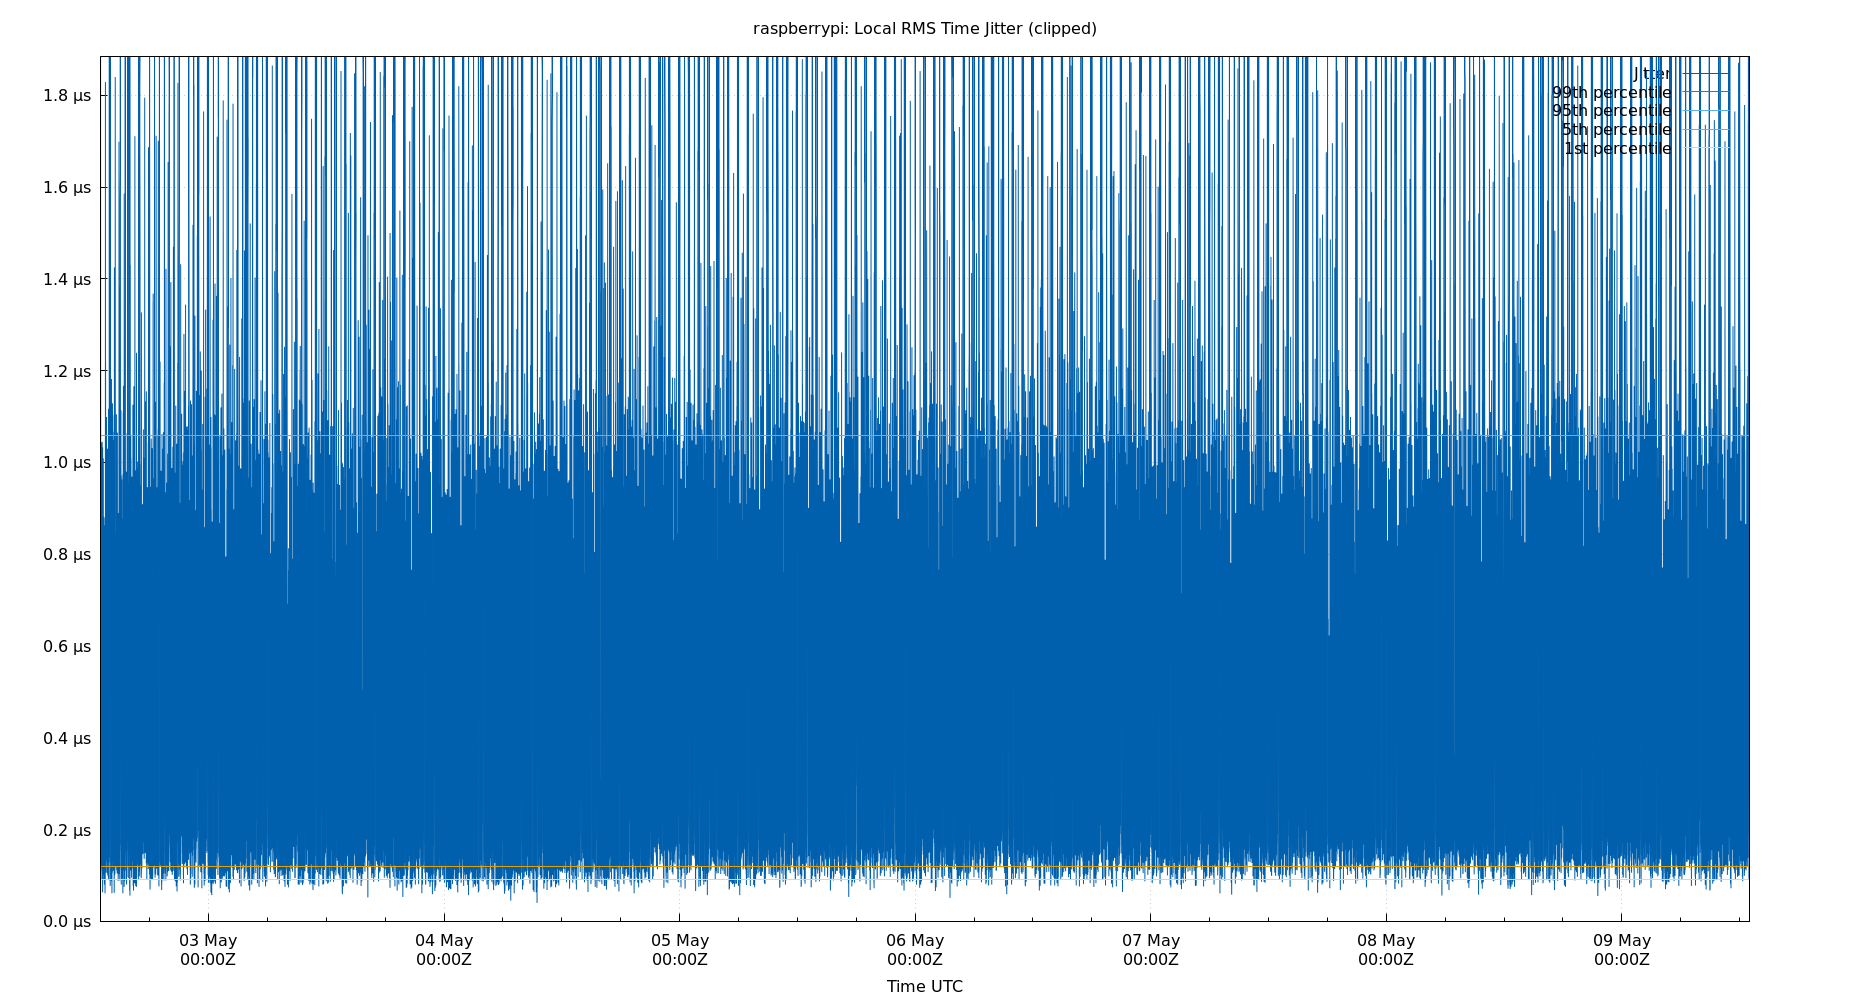 raspberrypi: Local RMS Time Jitter (clipped)
Jitter
99th percentile
95th percentile
5th percentile
1st percentile
1.8 µs
1.6 µs
1.4 µs
1.2 µs
1.0 µs
0.8 µs
0.6 µs
0.4 µs
0.2 µs
0.0 µs
03 May 04 May 05 May 06 May 07 May 08 May 09 May
00:00Z 00:00Z 00:00Z 00:00Z 00:00Z 00:00Z 00:00Z
Time UTC